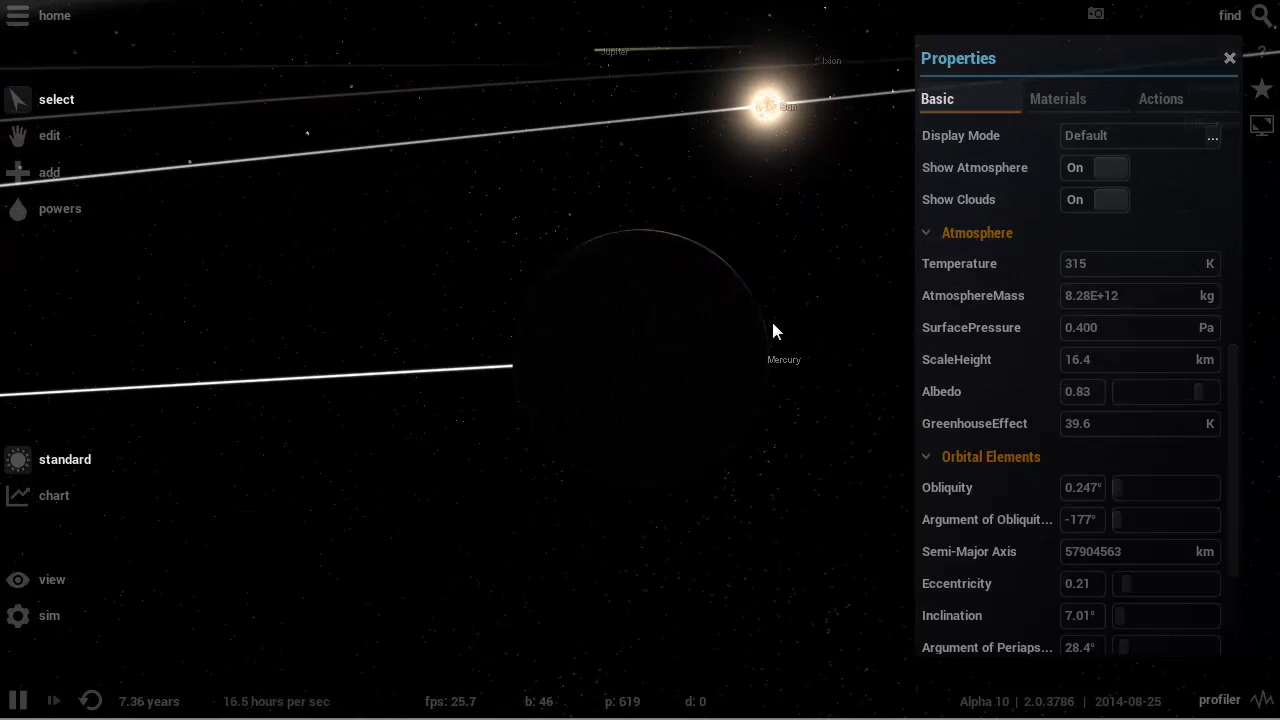 home
find
Jupiter
Ixion
Properties
?
select
Basic Materials Actions
Sun
edit
Display Mode Default ...
add
Show Atmosphere On
powers
Show Clouds On
Atmosphere
Temperature 315 K
AtmosphereMass 8.28E+12 kg
SurfacePressure 0.400 Pa
Mercury
ScaleHeight 16.4 km
Albedo 0.83
GreenhouseEffect 39.6 K
standard
Orbital Elements
chart
Obliquity 0.247°
Argument of Obliquit... -177°
Semi-Major Axis 57904563 km
view
Eccentricity 0.21
sim
Inclination 7.01°
Argument of Periaps... 28.4°
7.36 years 16.5 hours per sec fps: 25.7 b: 46 p: 619 d: 0 Alpha 10 | 2.0.3786 | 2014-08-25 profiler